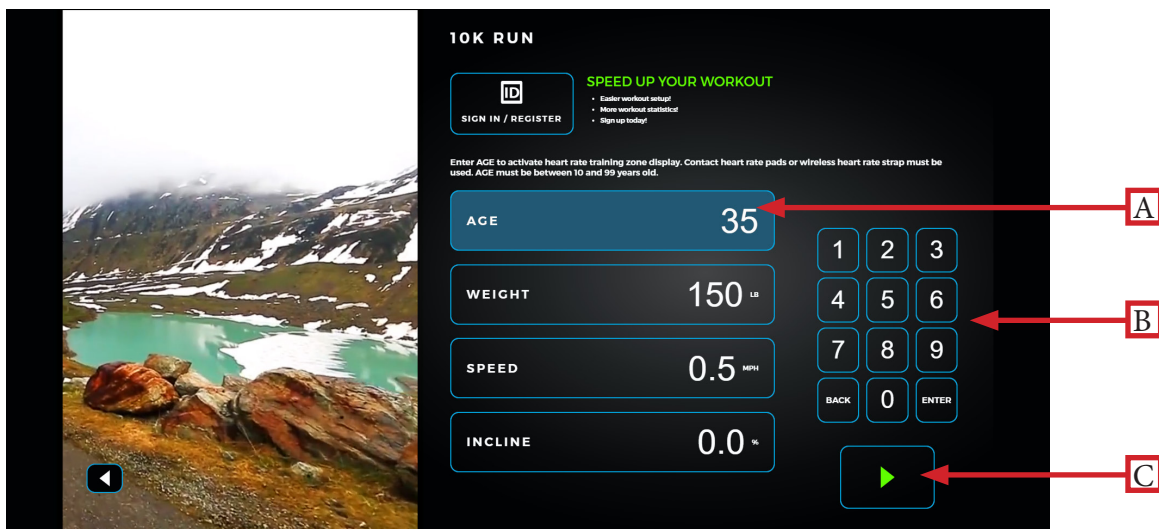 10K RUN
ID
SIGN IN / REGISTER
SPEED UP YOUR WORKOUT
• Easier workout setup!
• More workout statistics!
• Sign up today!
Enter AGE to activate heart rate training zone display. Contact heart rate pads or wireless heart rate strap must be
used. AGE must be between 10 and 99 years old.
AGE 35
WEIGHT 150 LB
SPEED 0.5 MPH
INCLINE 0.0 %
1 2 3
4 5 6
7 8 9
BACK 0 ENTER
A
B
C